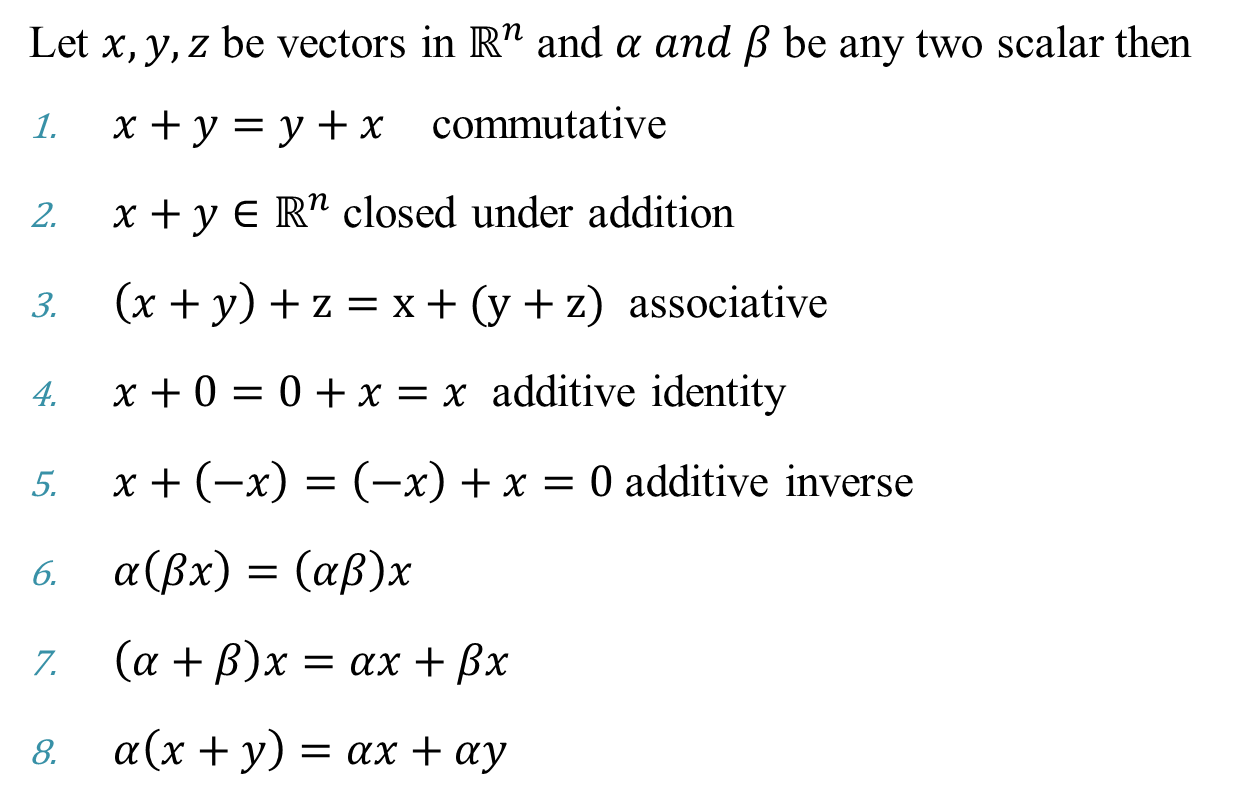 Let 𝑥, 𝑦, 𝑧 be vectors in ℝⁿ and 𝛼 𝑎𝑛𝑑 𝛽 be any two scalar then
1. 𝑥 + 𝑦 = 𝑦 + 𝑥 commutative
2. 𝑥 + 𝑦 ∈ ℝⁿ closed under addition
3. (𝑥 + 𝑦) + z = x + (y + z) associative
4. 𝑥 + 0 = 0 + 𝑥 = 𝑥 additive identity
5. 𝑥 + (−𝑥) = (−𝑥) + 𝑥 = 0 additive inverse
6. 𝛼(𝛽𝑥) = (𝛼𝛽)𝑥
7. (𝛼 + 𝛽)𝑥 = 𝛼𝑥 + 𝛽𝑥
8. 𝛼(𝑥 + 𝑦) = 𝛼𝑥 + 𝛼𝑦